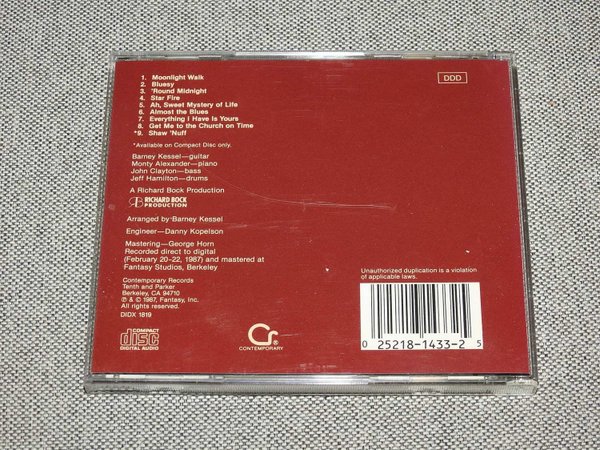 DDD
1. Moonlight Walk
2. Bluesy
3. 'Round Midnight
4. Star Fire
5. Ah, Sweet Mystery of Life
6. Almost the Blues
7. Everything I Have Is Yours
8. Get Me to the Church on Time
*9. Shaw 'Nuff
*Available on Compact Disc only.
Barney Kessel—guitar
Monty Alexander—piano
John Clayton—bass
Jeff Hamilton—drums
A Richard Bock Production
RICHARD BOCK
PRODUCTION
Arranged by Barney Kessel
Engineer—Danny Kopelson
Mastering—George Horn
Recorded direct to digital
(February 20-22, 1987) and mastered at
Fantasy Studios, Berkeley
Contemporary Records
Tenth and Parker
Berkeley, CA 94710
℗ & © 1987, Fantasy, Inc.
All rights reserved.
DIDX 1819
COMPACT
disc
DIGITAL AUDIO
Cr®
CONTEMPORARY
Unauthorized duplication is a violation
of applicable laws.
0 25218-1433-2 5